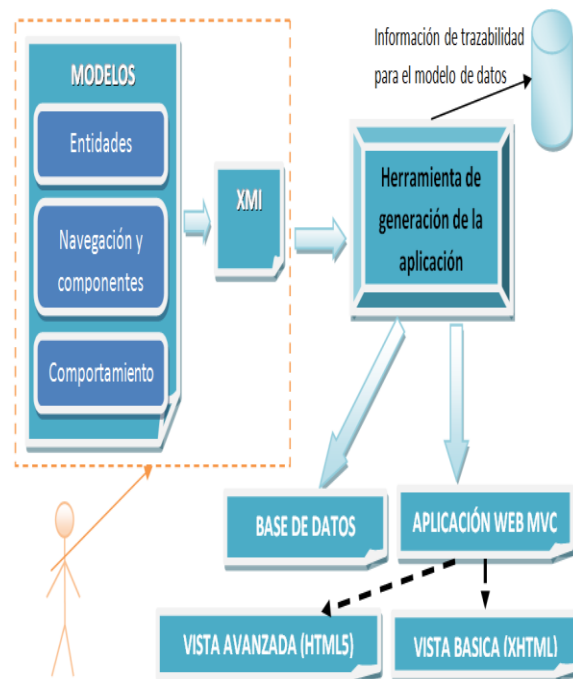 Información de trazabilidad
para el modelo de datos
MODELOS
Entidades
Navegación y
componentes
Comportamiento
XMI
Herramienta de
generación de la
aplicación
BASE DE DATOS
APLICACIÓN WEB MVC
VISTA AVANZADA (HTML5)
VISTA BASICA (XHTML)